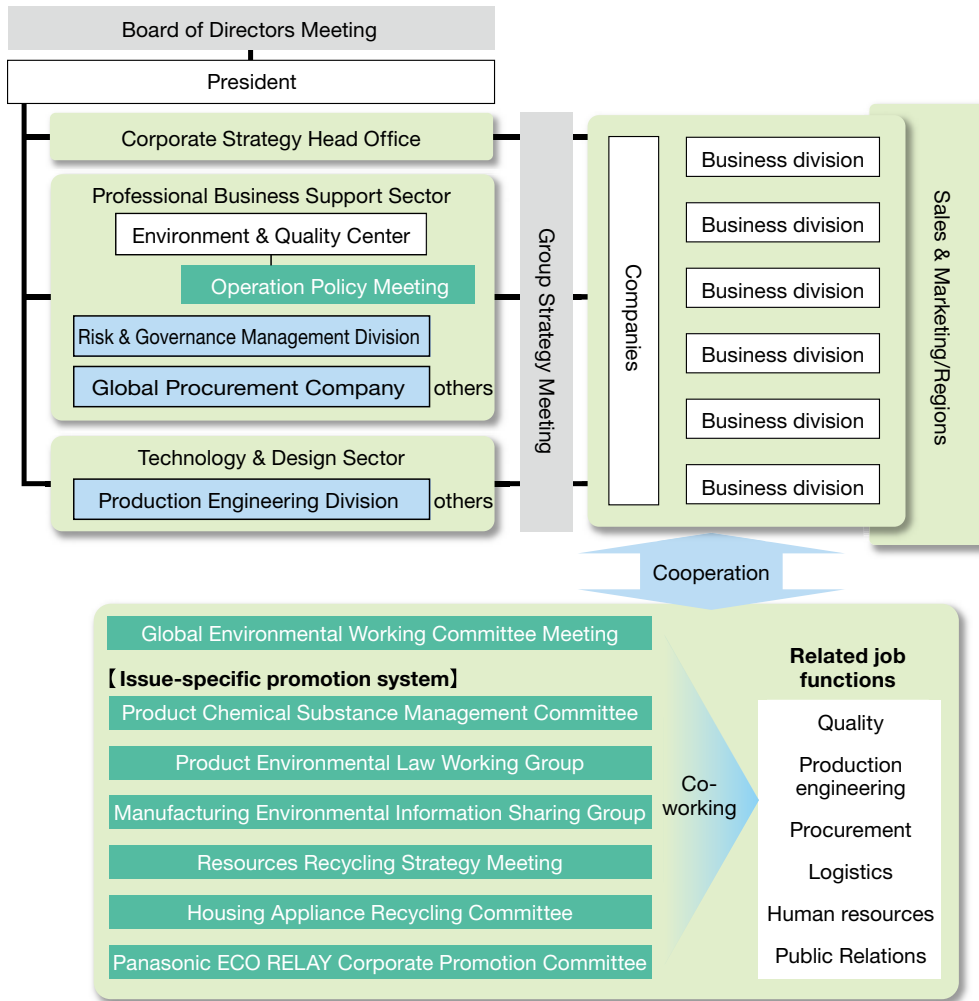 Board of Directors Meeting
President
Corporate Strategy Head Office
Professional Business Support Sector
Environment & Quality Center
Operation Policy Meeting
Risk & Governance Management Division
Global Procurement Company
others
Technology & Design Sector
Production Engineering Division
others
Group Strategy Meeting
Companies
Business division
Business division
Business division
Business division
Business division
Business division
Sales & Marketing/Regions
Cooperation
Global Environmental Working Committee Meeting
【Issue-specific promotion system】
Product Chemical Substance Management Committee
Product Environmental Law Working Group
Manufacturing Environmental Information Sharing Group
Resources Recycling Strategy Meeting
Housing Appliance Recycling Committee
Panasonic ECO RELAY Corporate Promotion Committee
Co-
working
Related job
functions
Quality
Production
engineering
Procurement
Logistics
Human resources
Public Relations